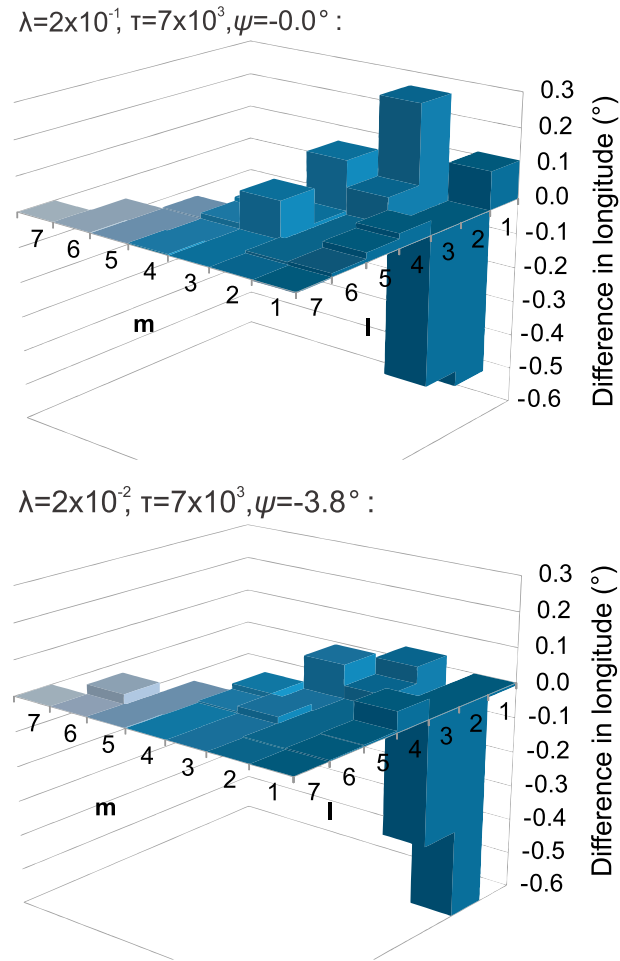 λ=2x10⁻¹, τ=7x10³,ψ=-0.0° :
0.3
0.2
0.1
0.0
-0.1
-0.2
-0.3
-0.4
-0.5
-0.6
Difference in longitude (°)
7 6 5 4 3 2 1
m
7 6 5 4 3 2 1
l
λ=2x10⁻², τ=7x10³,ψ=-3.8° :
0.3
0.2
0.1
0.0
-0.1
-0.2
-0.3
-0.4
-0.5
-0.6
Difference in longitude (°)
7 6 5 4 3 2 1
m
7 6 5 4 3 2 1
l